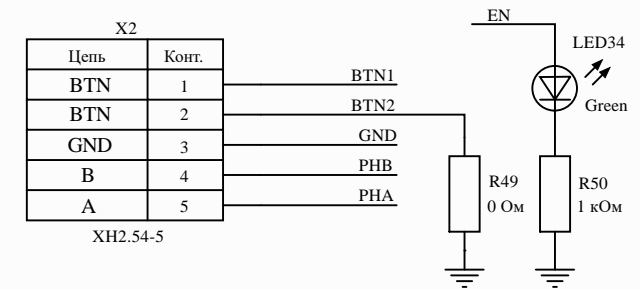 X2
Цепь Конт.
BTN 1 BTN1
BTN 2 BTN2
GND 3 GND
B 4 PHB
A 5 PHA
XH2.54-5
EN
LED34
Green
R49
0 Ом
R50
1 кОм